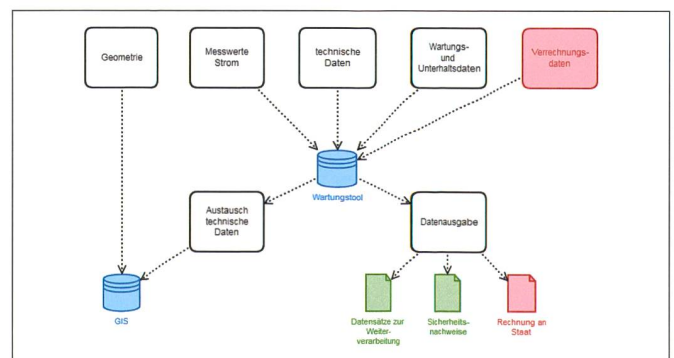 Geometrie
Messwerte
Strom
technische
Daten
Wartungs-
und
Unterhaltsdaten
Verrechnungs-
daten
Wartungstool
Austausch
technische
Daten
Datenausgabe
GIS
Datensätze zur
Weiter-
verarbeitung
Sicherheits-
nachweise
Rechnung an
Staat